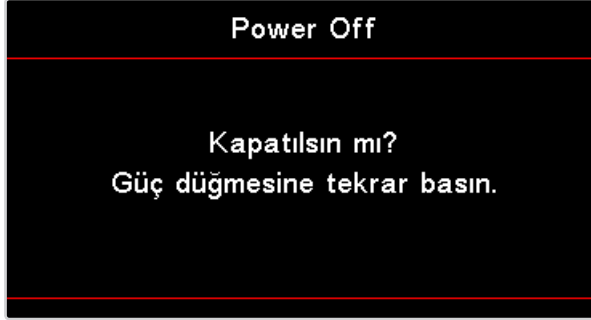 Power Off
Kapatılsın mı?
Güç düğmesine tekrar basın.